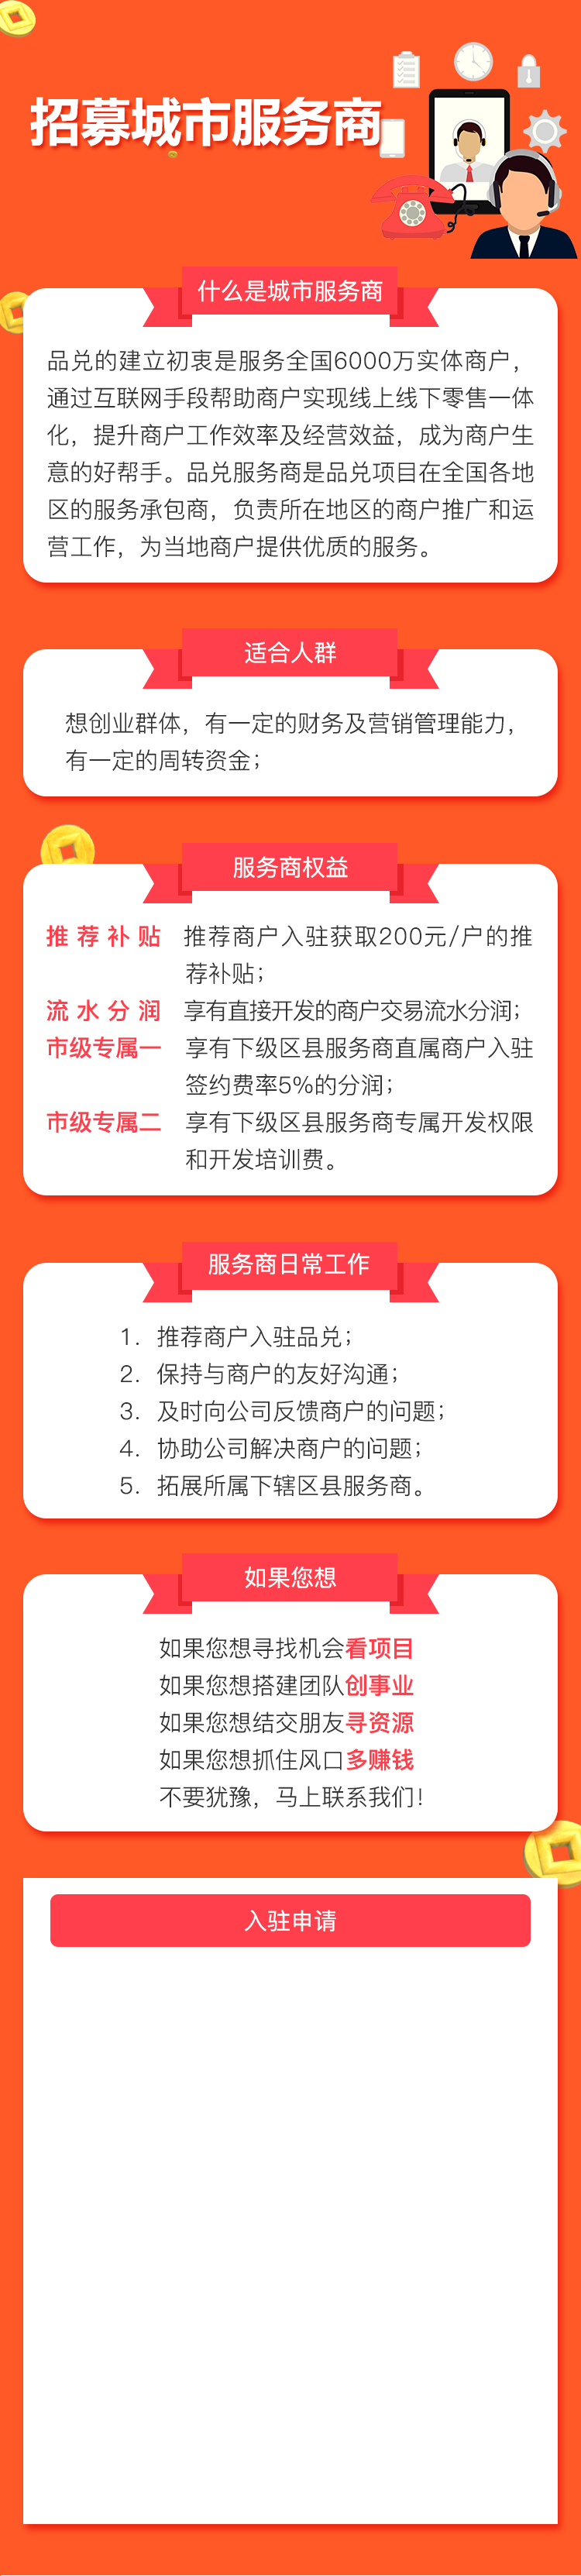 招募城市服务商
什么是城市服务商
品兑的建立初衷是服务全国6000万实体商户，
通过互联网手段帮助商户实现线上线下零售一体
化，提升商户工作效率及经营效益，成为商户生
意的好帮手。品兑服务商是品兑项目在全国各地
区的服务承包商，负责所在地区的商户推广和运
营工作，为当地商户提供优质的服务。
适合人群
想创业群体，有一定的财务及营销管理能力，
有一定的周转资金；
服务商权益
推荐补贴 推荐商户入驻获取200元/户的推
荐补贴；
流水分润 享有直接开发的商户交易流水分润；
市级专属一 享有下级区县服务商直属商户入驻
签约费率5%的分润；
市级专属二 享有下级区县服务商专属开发权限
和开发培训费。
服务商日常工作
1. 推荐商户入驻品兑；
2. 保持与商户的友好沟通；
3. 及时向公司反馈商户的问题；
4. 协助公司解决商户的问题；
5. 拓展所属下辖区县服务商。
如果您想
如果您想寻找机会看项目
如果您想搭建团队创事业
如果您想结交朋友寻资源
如果您想抓住风口多赚钱
不要犹豫，马上联系我们！
入驻申请